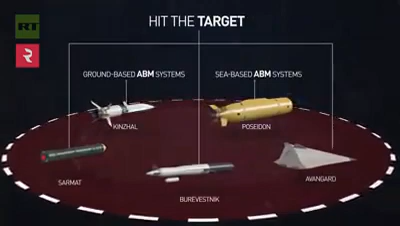 RT
HIT THE TARGET
R
GROUND-BASED ABM SYSTEMS
SEA-BASED ABM SYSTEMS
KINZHAL
POSEIDON
SARMAT
BUREVESTNIK
AVANGARD